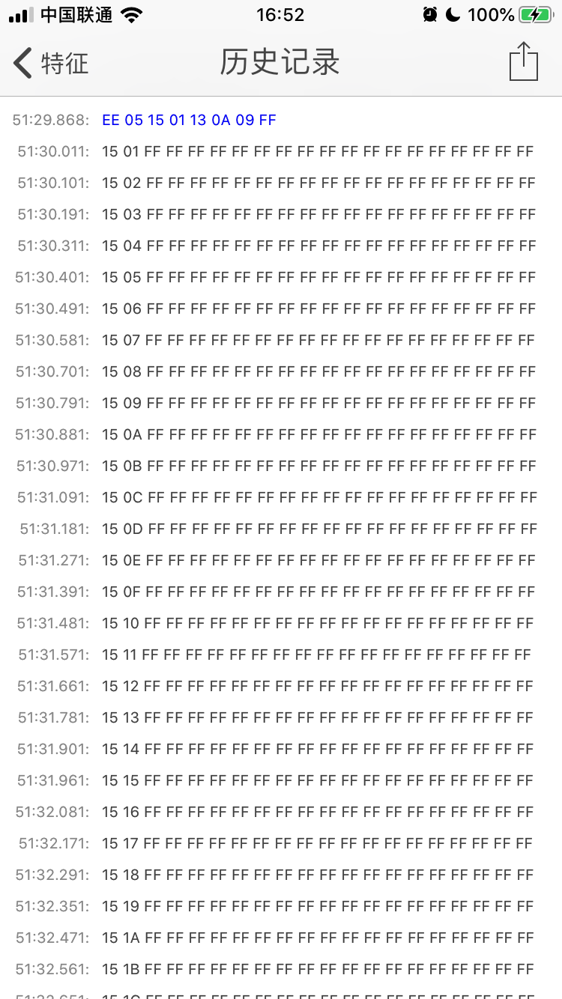 中国联通
16:52
100%
特征
历史记录
51:29.868: EE 05 15 01 13 0A 09 FF
51:30.011: 15 01 FF FF FF FF FF FF FF FF FF FF FF FF FF FF FF FF FF FF
51:30.101: 15 02 FF FF FF FF FF FF FF FF FF FF FF FF FF FF FF FF FF FF
51:30.191: 15 03 FF FF FF FF FF FF FF FF FF FF FF FF FF FF FF FF FF FF
51:30.311: 15 04 FF FF FF FF FF FF FF FF FF FF FF FF FF FF FF FF FF FF
51:30.401: 15 05 FF FF FF FF FF FF FF FF FF FF FF FF FF FF FF FF FF FF
51:30.491: 15 06 FF FF FF FF FF FF FF FF FF FF FF FF FF FF FF FF FF FF
51:30.581: 15 07 FF FF FF FF FF FF FF FF FF FF FF FF FF FF FF FF FF FF
51:30.701: 15 08 FF FF FF FF FF FF FF FF FF FF FF FF FF FF FF FF FF FF
51:30.791: 15 09 FF FF FF FF FF FF FF FF FF FF FF FF FF FF FF FF FF FF
51:30.881: 15 0A FF FF FF FF FF FF FF FF FF FF FF FF FF FF FF FF FF FF
51:30.971: 15 0B FF FF FF FF FF FF FF FF FF FF FF FF FF FF FF FF FF FF
51:31.091: 15 0C FF FF FF FF FF FF FF FF FF FF FF FF FF FF FF FF FF FF
51:31.181: 15 0D FF FF FF FF FF FF FF FF FF FF FF FF FF FF FF FF FF FF
51:31.271: 15 0E FF FF FF FF FF FF FF FF FF FF FF FF FF FF FF FF FF FF
51:31.391: 15 0F FF FF FF FF FF FF FF FF FF FF FF FF FF FF FF FF FF FF
51:31.481: 15 10 FF FF FF FF FF FF FF FF FF FF FF FF FF FF FF FF FF FF
51:31.571: 15 11 FF FF FF FF FF FF FF FF FF FF FF FF FF FF FF FF FF FF
51:31.661: 15 12 FF FF FF FF FF FF FF FF FF FF FF FF FF FF FF FF FF FF
51:31.781: 15 13 FF FF FF FF FF FF FF FF FF FF FF FF FF FF FF FF FF FF
51:31.901: 15 14 FF FF FF FF FF FF FF FF FF FF FF FF FF FF FF FF FF FF
51:31.961: 15 15 FF FF FF FF FF FF FF FF FF FF FF FF FF FF FF FF FF FF
51:32.081: 15 16 FF FF FF FF FF FF FF FF FF FF FF FF FF FF FF FF FF FF
51:32.171: 15 17 FF FF FF FF FF FF FF FF FF FF FF FF FF FF FF FF FF FF
51:32.291: 15 18 FF FF FF FF FF FF FF FF FF FF FF FF FF FF FF FF FF FF
51:32.351: 15 19 FF FF FF FF FF FF FF FF FF FF FF FF FF FF FF FF FF FF
51:32.471: 15 1A FF FF FF FF FF FF FF FF FF FF FF FF FF FF FF FF FF FF
51:32.561: 15 1B FF FF FF FF FF FF FF FF FF FF FF FF FF FF FF FF FF FF